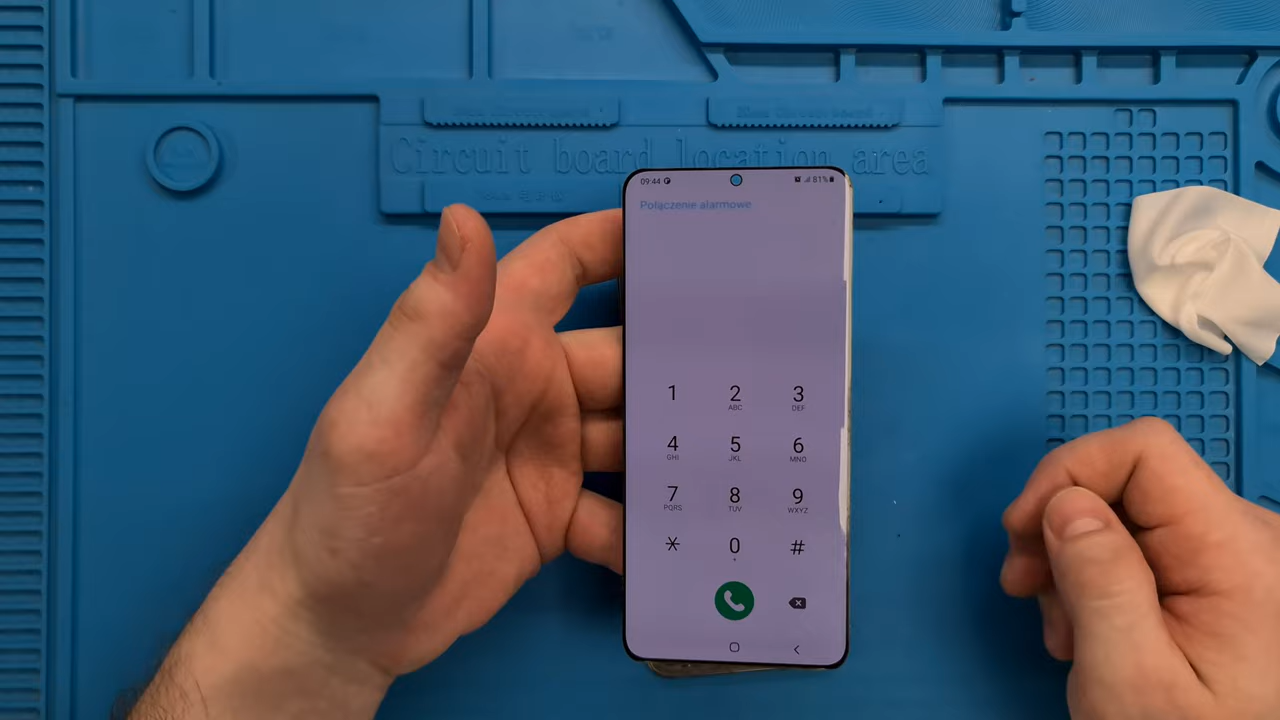 Circuit board location area
09:44
81%
Połączenie alarmowe
1 2 3
ABC DEF
4 5 6
GHI JKL MNO
7 8 9
PQRS TUV WXYZ
* 0 #
+